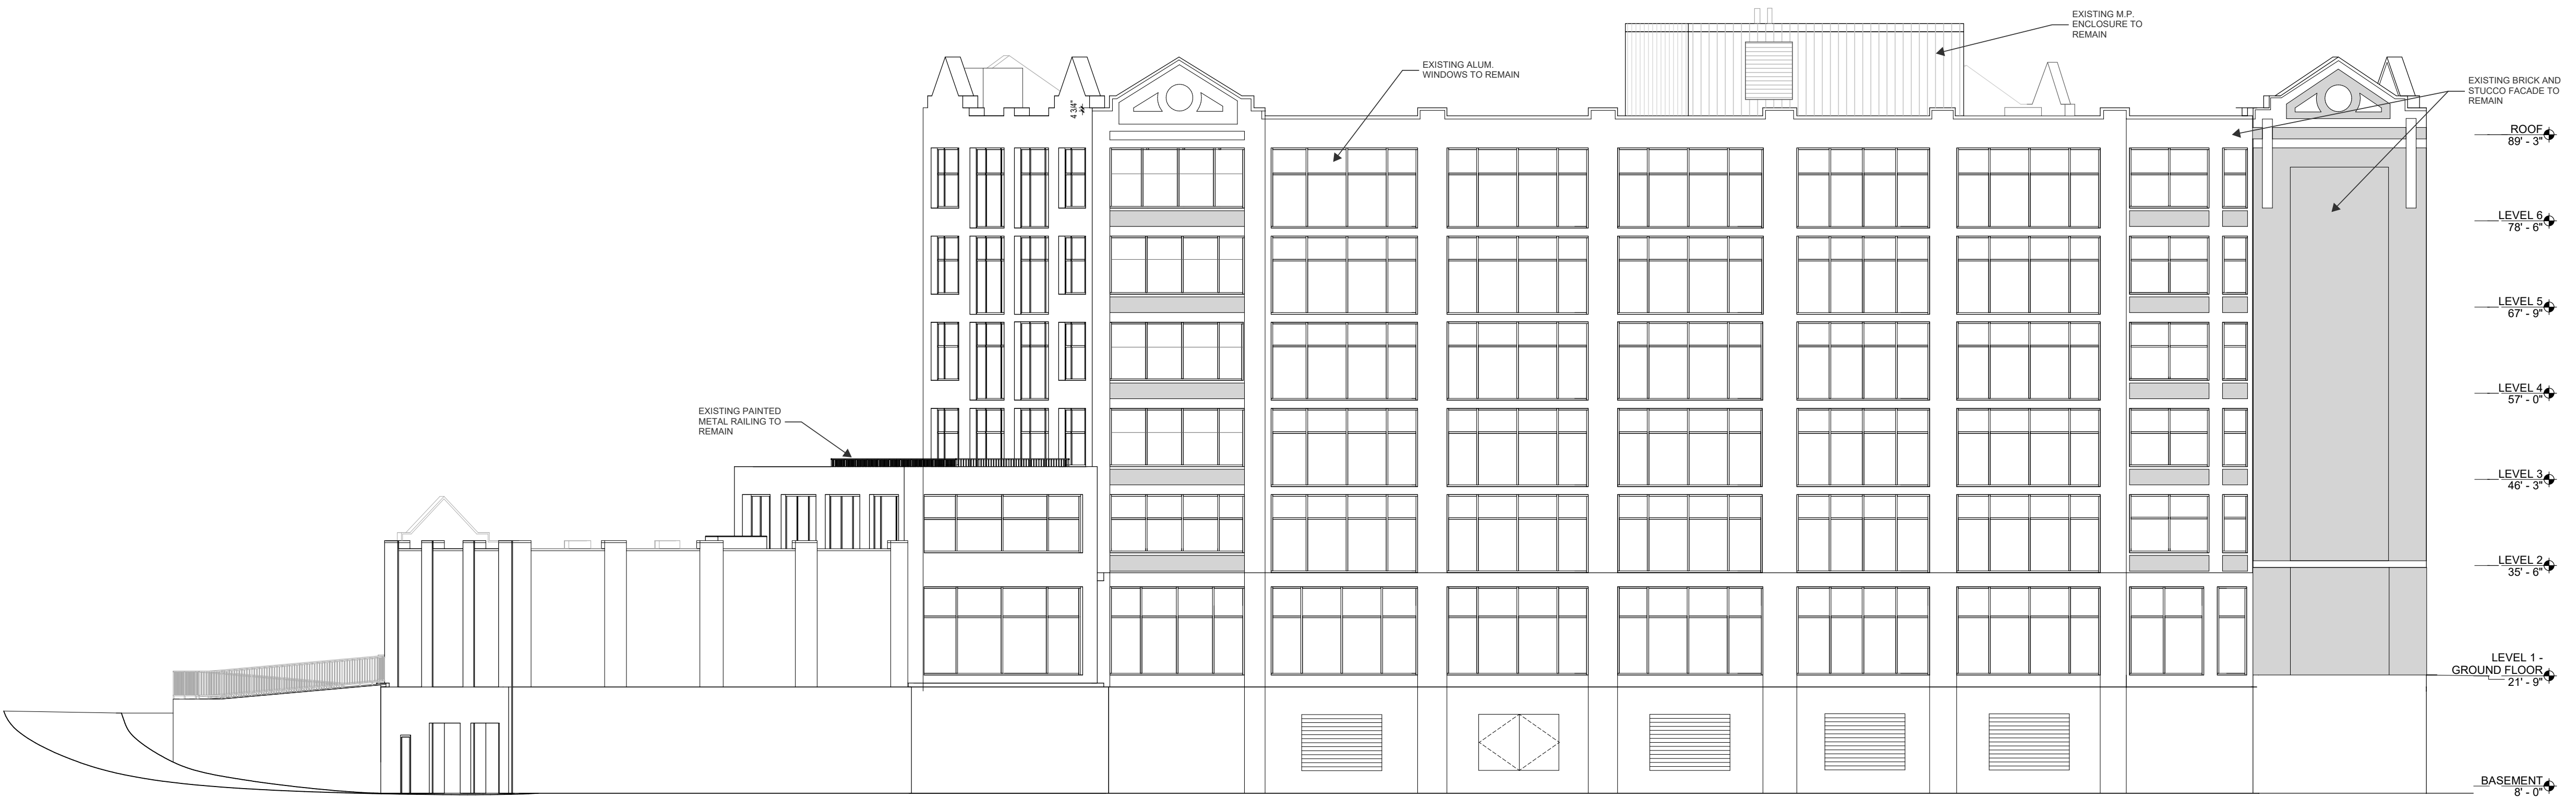 EXISTING M.P.
ENCLOSURE TO
REMAIN
EXISTING ALUM.
WINDOWS TO REMAIN
EXISTING BRICK AND
STUCCO FACADE TO
REMAIN
4 3/4"
ROOF
89' - 3"
LEVEL 6
78' - 6"
LEVEL 5
67' - 9"
LEVEL 4
57' - 0"
EXISTING PAINTED
METAL RAILING TO
REMAIN
LEVEL 3
46' - 3"
LEVEL 2
35' - 6"
LEVEL 1 -
GROUND FLOOR
21' - 9"
BASEMENT
8' - 0"